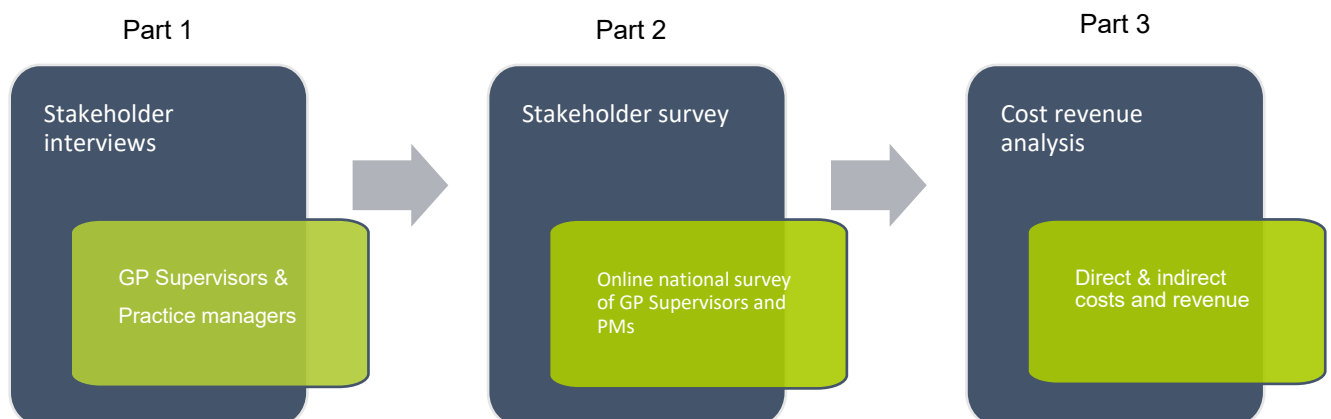 Part 1
Part 2
Part 3
Stakeholder
interviews
GP Supervisors &
Practice managers
Stakeholder survey
Online national survey
of GP Supervisors and
PMs
Cost revenue
analysis
Direct & indirect
costs and revenue